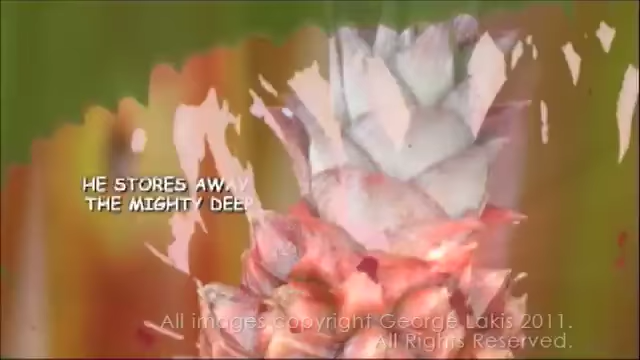 HE STORES AWAY
THE MIGHTY DEEP
All images copyright George Lakis 2011.
All Rights Reserved.